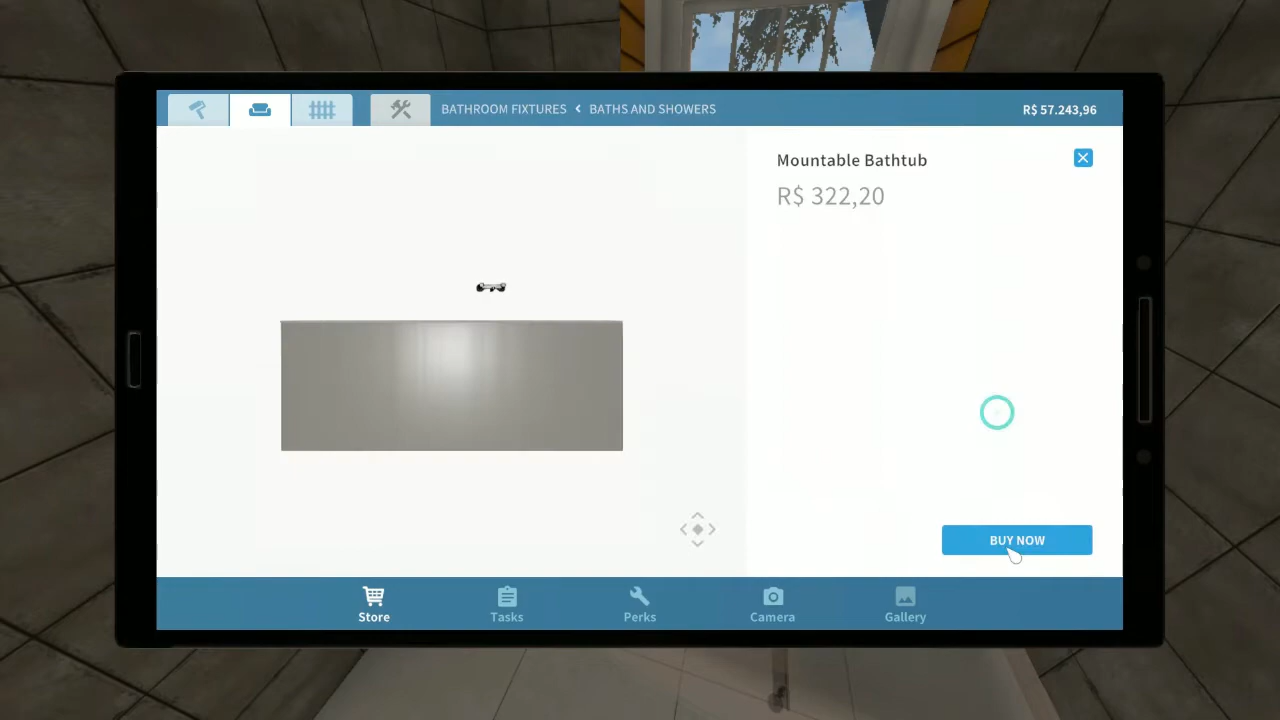 BATHROOM FIXTURES < BATHS AND SHOWERS
R$ 57.243,96
Mountable Bathtub
R$ 322,20
BUY NOW
Store
Tasks
Perks
Camera
Gallery